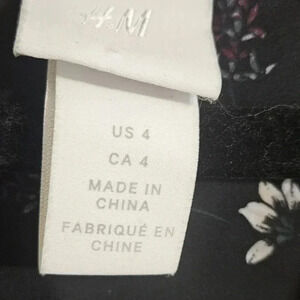 H&M
US 4
CA 4
MADE IN
CHINA
FABRIQUÉ EN
CHINE